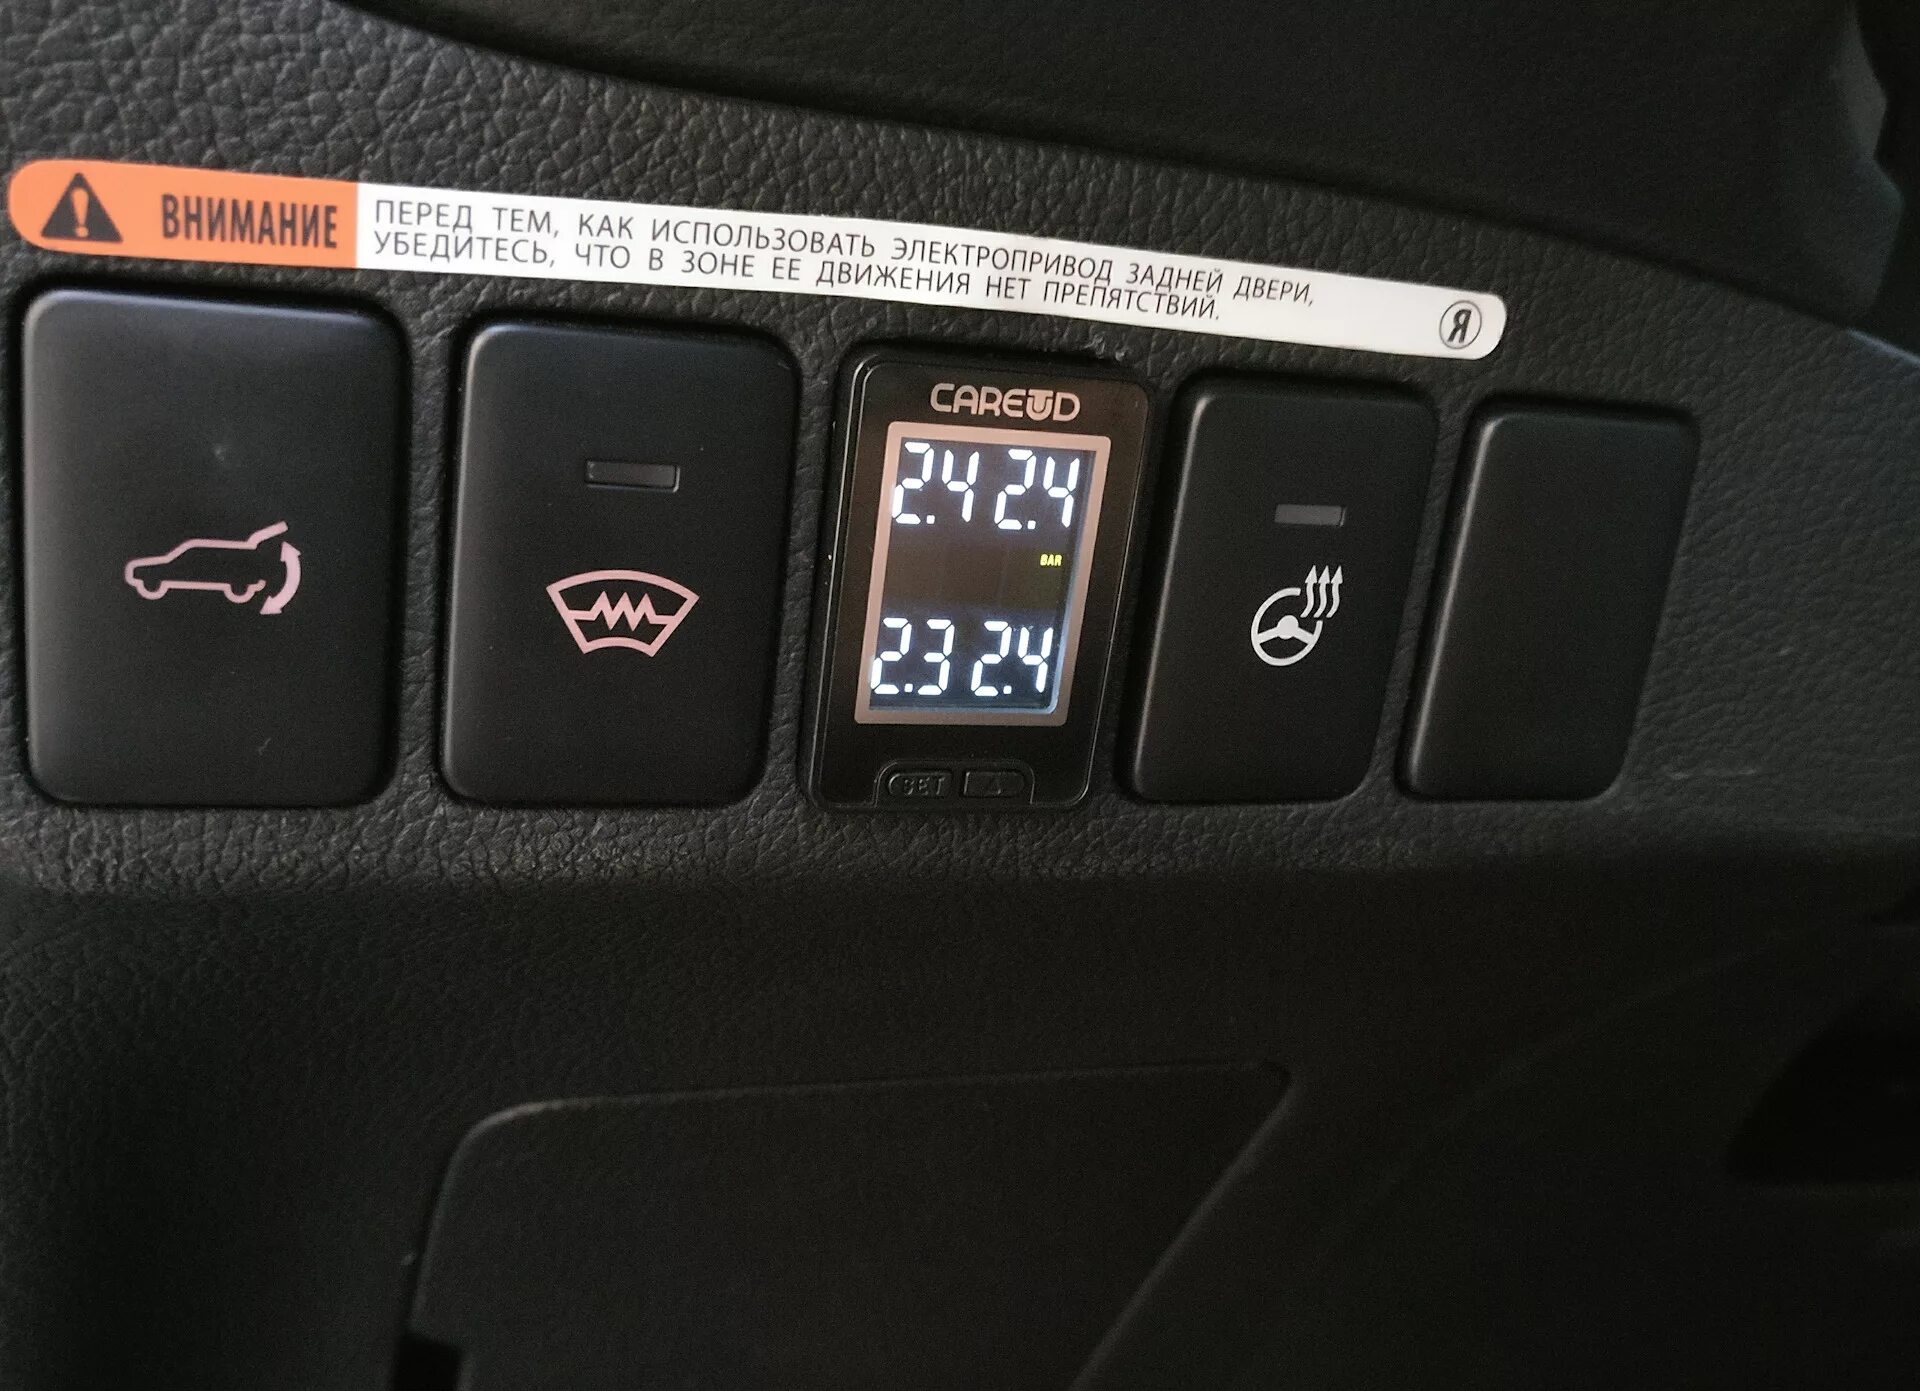 ВНИМАНИЕ
ПЕРЕД ТЕМ, КАК ИСПОЛЬЗОВАТЬ ЭЛЕКТРОПРИВОД ЗАДНЕЙ ДВЕРИ,
УБЕДИТЕСЬ, ЧТО В ЗОНЕ ЕЕ ДВИЖЕНИЯ НЕТ ПРЕПЯТСТВИЙ.
Я
CAREUD
2.4 2.4
BAR
2.3 2.4
SET